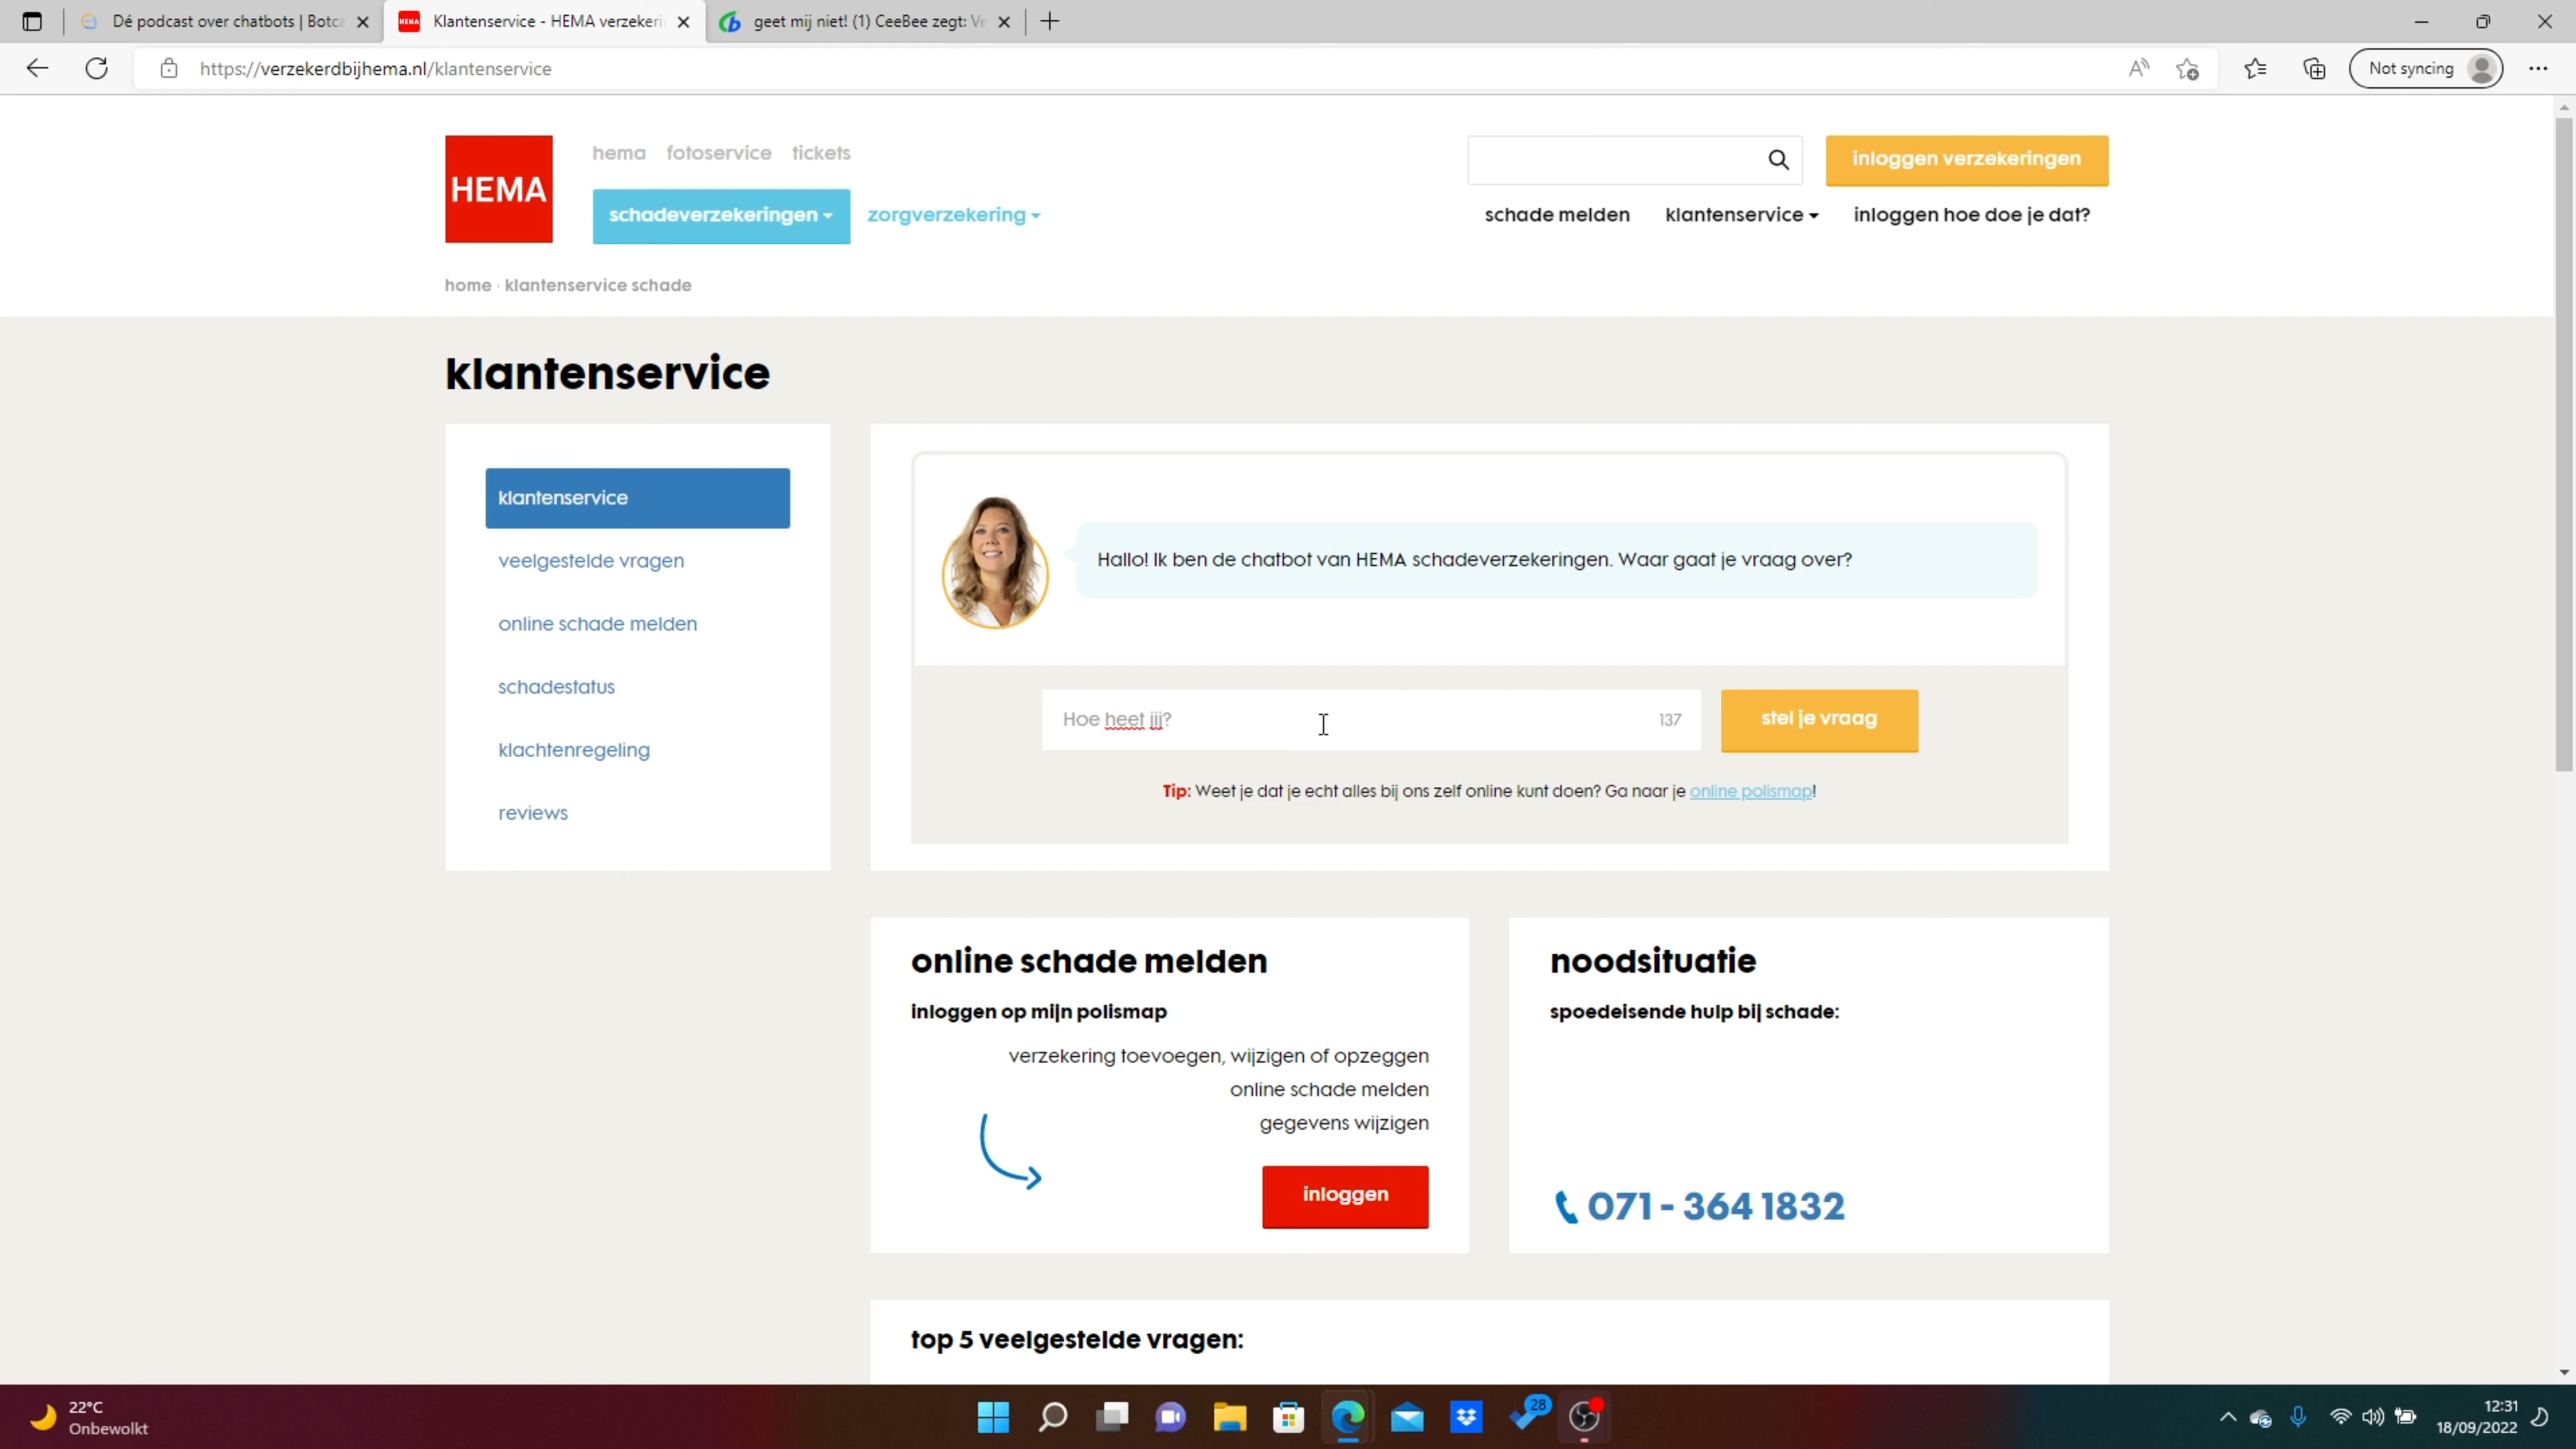 Dé podcast over chatbots | Botca
Klantenservice - HEMA verzekeri
geet mij niet! (1) CeeBee zegt: Ve
https://verzekerdbijhema.nl/klantenservice
Not syncing
HEMA
hema fotoservice tickets
inloggen verzekeringen
schadeverzekeringen zorgverzekering
schade melden klantenservice inloggen hoe doe je dat?
home › klantenservice schade
klantenservice
klantenservice
veelgestelde vragen
online schade melden
schadestatus
klachtenregeling
reviews
Hallo! Ik ben de chatbot van HEMA schadeverzekeringen. Waar gaat je vraag over?
Hoe heet jij? 137
stel je vraag
Tip: Weet je dat je echt alles bij ons zelf online kunt doen? Ga naar je online polismap!
online schade melden
inloggen op mijn polismap
verzekering toevoegen, wijzigen of opzeggen
online schade melden
gegevens wijzigen
inloggen
noodsituatie
spoedeisende hulp bij schade:
071 - 364 1832
top 5 veelgestelde vragen:
22°C
Onbewolkt
28
12:31
18/09/2022